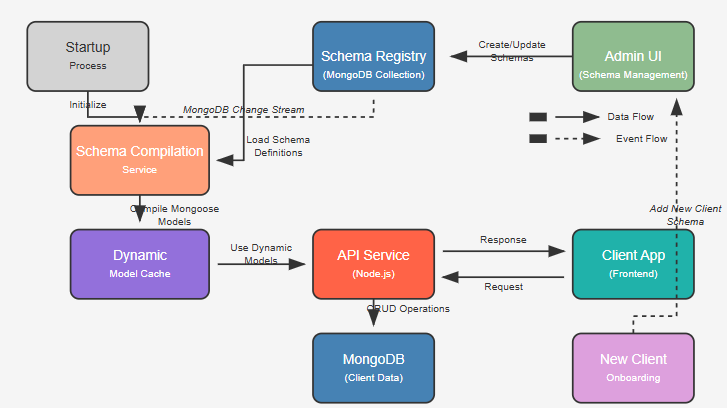 Startup
Process
Schema Registry
(MongoDB Collection)
Create/Update
Schemas
Admin UI
(Schema Management)
Initialize
MongoDB Change Stream
Data Flow
Event Flow
Schema Compilation
Service
Load Schema
Definitions
Compile Mongoose
Models
Add New Client
Schema
Dynamic
Model Cache
Use Dynamic
Models
API Service
(Node.js)
Response
Request
Client App
(Frontend)
CRUD Operations
MongoDB
(Client Data)
New Client
Onboarding